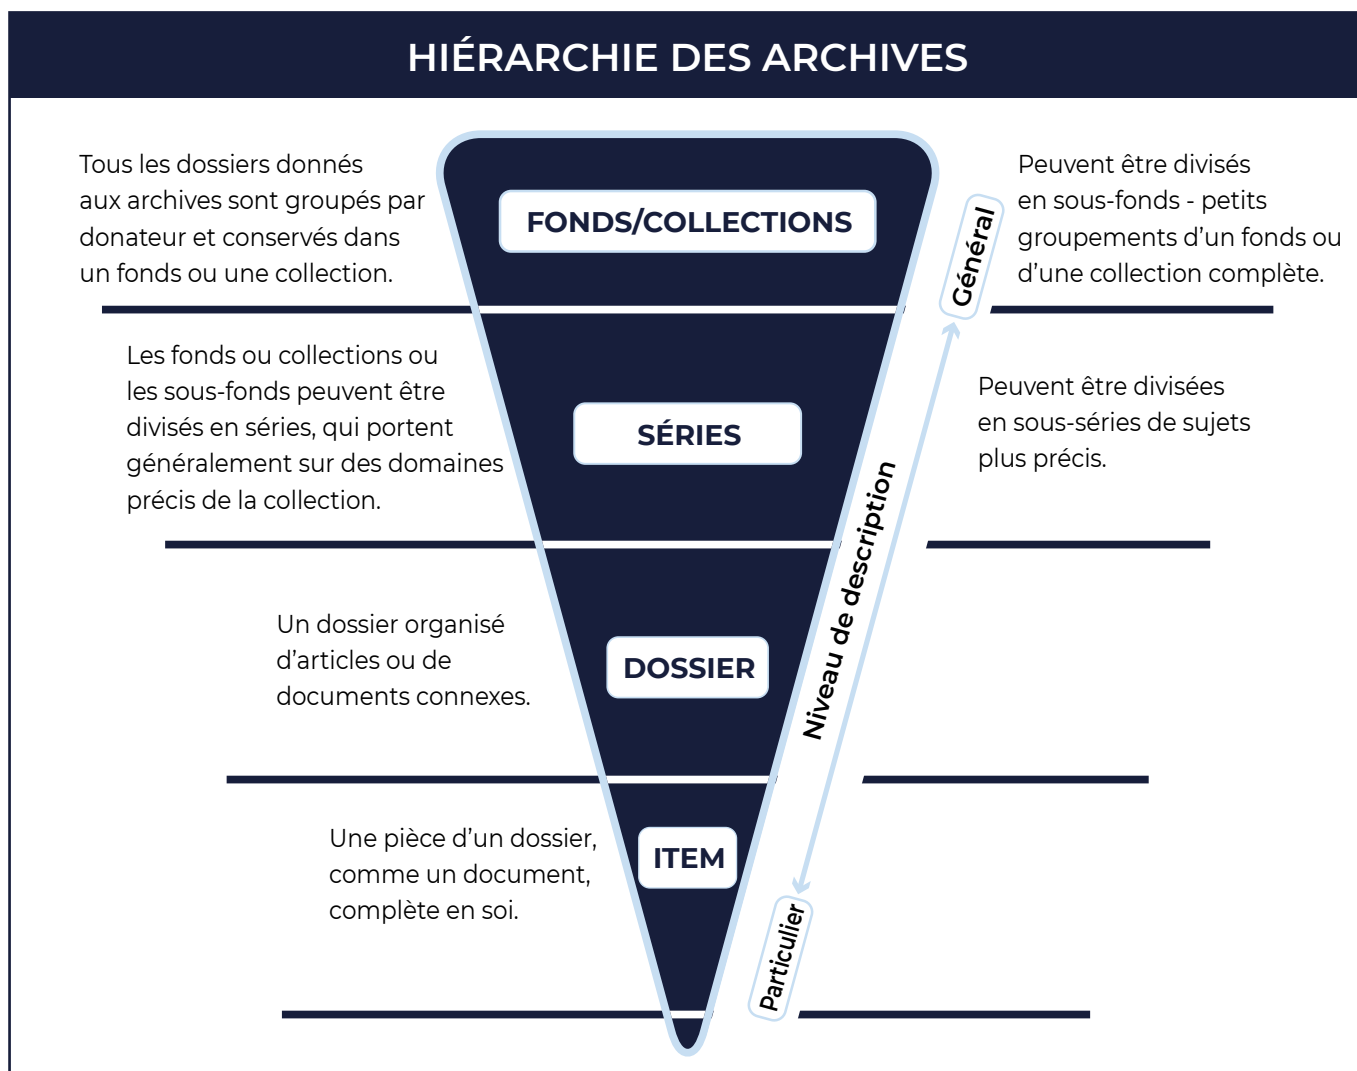 HIÉRARCHIE DES ARCHIVES
Tous les dossiers donnés
aux archives sont groupés par
donateur et conservés dans
un fonds ou une collection.
FONDS/COLLECTIONS
Général
Peuvent être divisés
en sous-fonds - petits
groupements d’un fonds ou
d’une collection complète.
Les fonds ou collections ou
les sous-fonds peuvent être
divisés en séries, qui portent
généralement sur des domaines
précis de la collection.
SÉRIES
Peuvent être divisées
en sous-séries de sujets
plus précis.
Niveau de description
Un dossier organisé
d’articles ou de
documents connexes.
DOSSIER
Une pièce d’un dossier,
comme un document,
complète en soi.
ITEM
Particulier